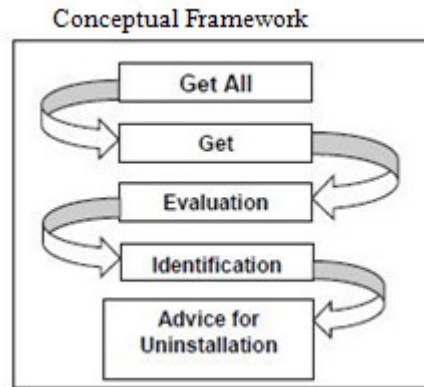 Conceptual Framework
Get All
Get
Evaluation
Identification
Advice for
Uninstallation